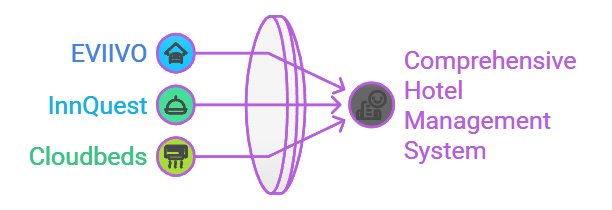 EVIIVO
InnQuest
Cloudbeds
Comprehensive
Hotel
Management
System